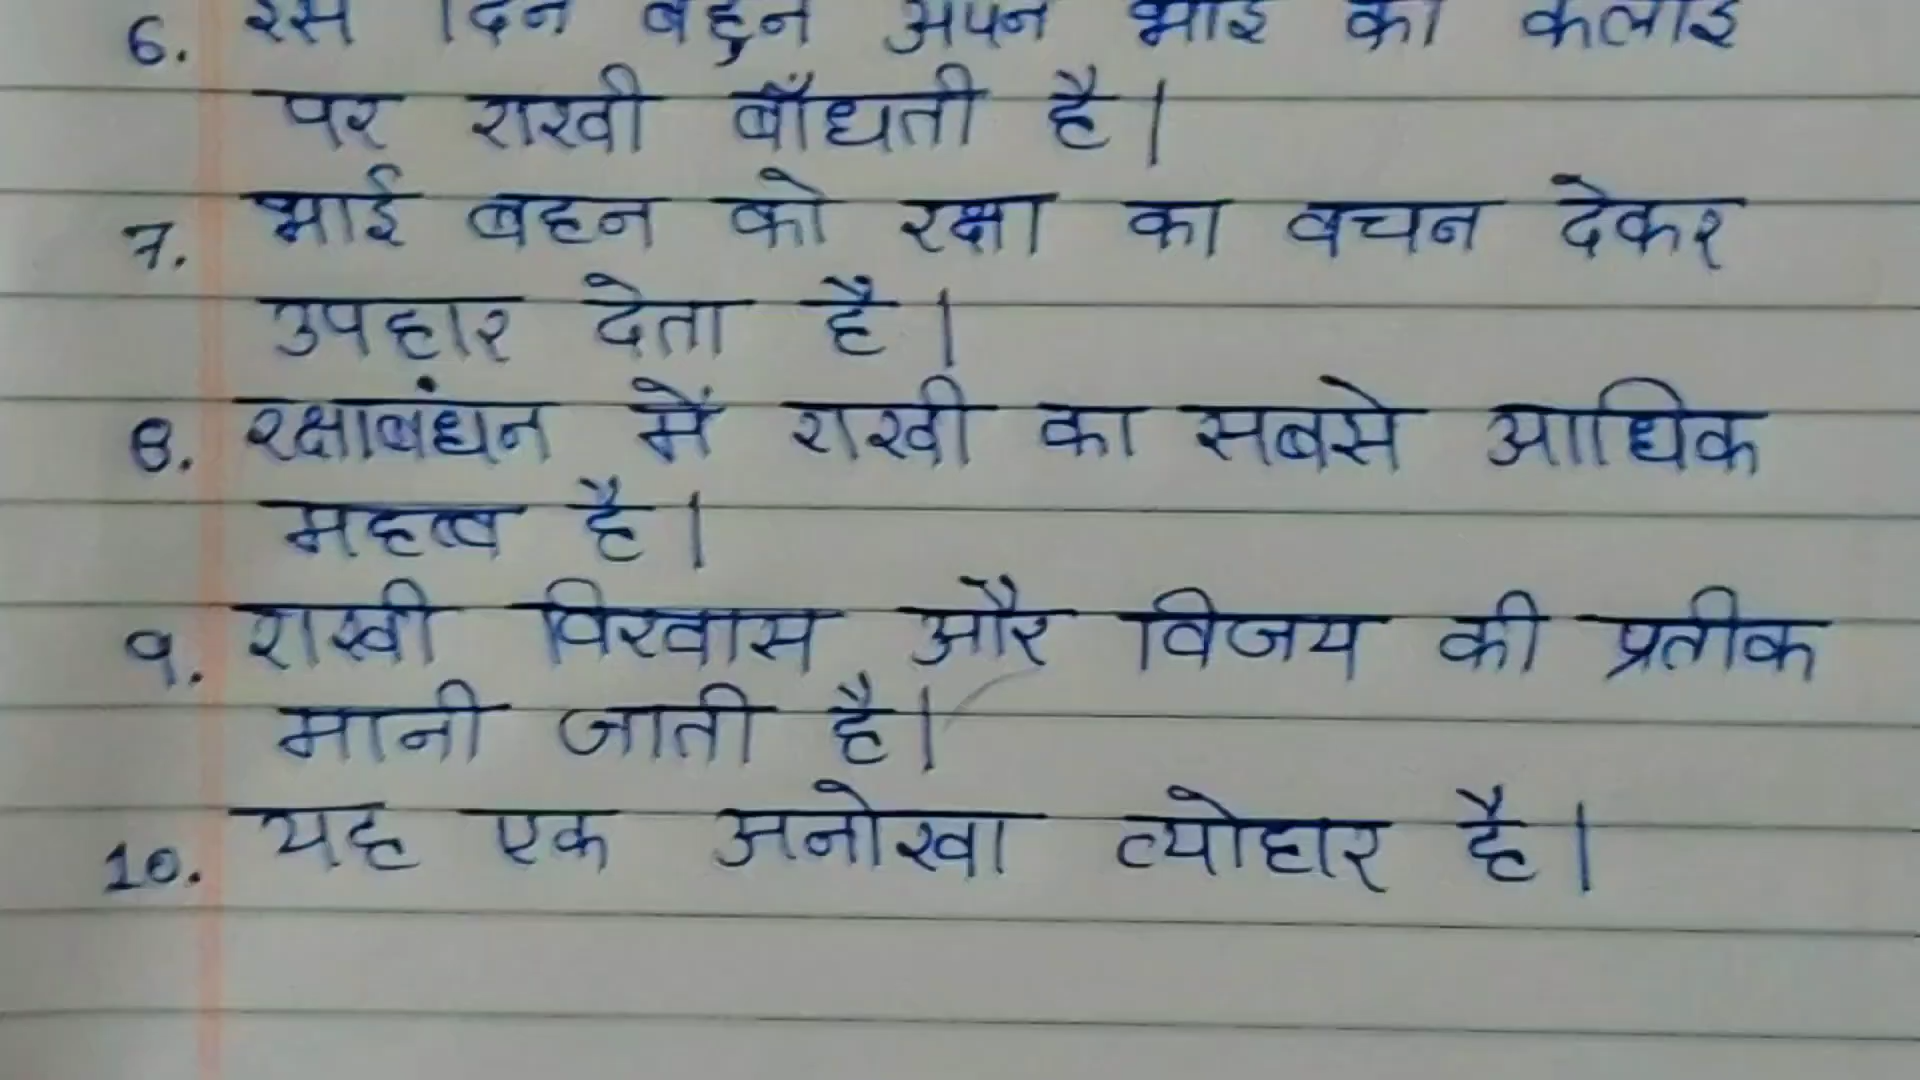 6. इस दिन बहन अपने भाई की कलाई
पर राखी बाँधती है।
7. भाई बहन को रक्षा का वचन देकर
उपहार देता है।
8. रक्षाबंधन में राखी का सबसे अधिक
महत्व है।
9. राखी विश्वास और विजय की प्रतीक
मानी जाती है।
10. यह एक अनोखा त्योहार है।